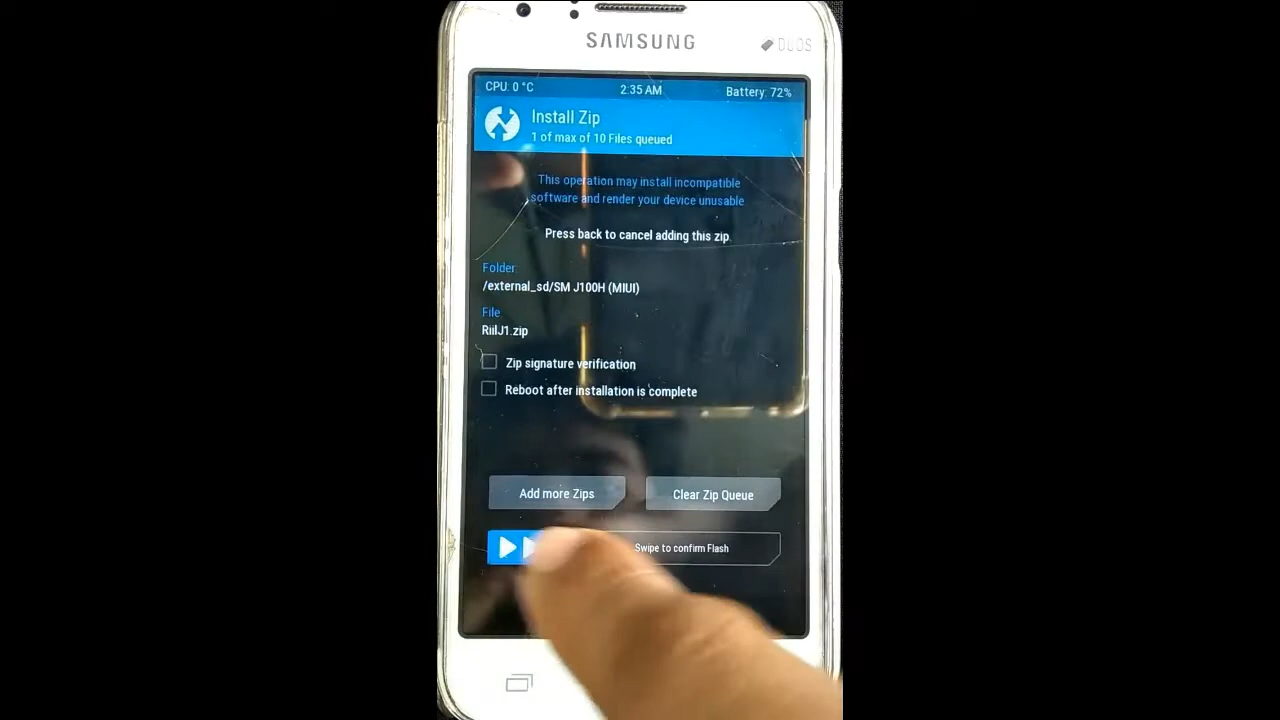 SAMSUNG
DUOS
CPU: 0 °C
2:35 AM
Battery: 72%
Install Zip
1 of max of 10 Files queued
This operation may install incompatible
software and render your device unusable
Press back to cancel adding this zip.
Folder:
/external_sd/SM J100H (MIUI)
File:
RiilJ1.zip
Zip signature verification
Reboot after installation is complete
Add more Zips
Clear Zip Queue
Swipe to confirm Flash